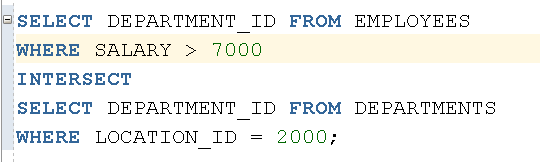 SELECT DEPARTMENT_ID FROM EMPLOYEES
WHERE SALARY > 7000
INTERSECT
SELECT DEPARTMENT_ID FROM DEPARTMENTS
WHERE LOCATION_ID = 2000;